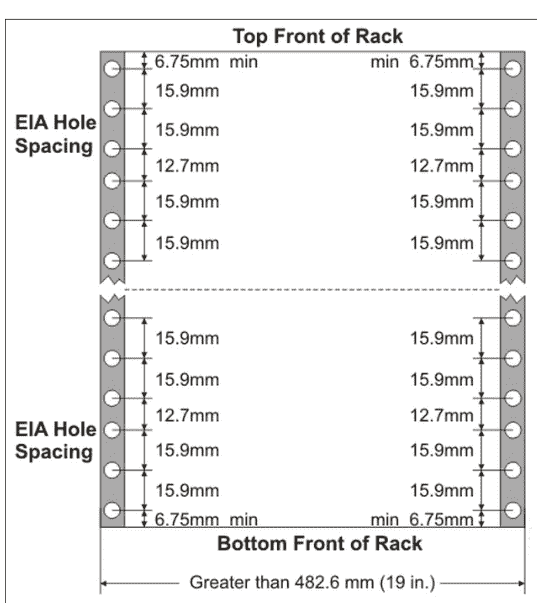 Top Front of Rack
6.75mm min min 6.75mm
15.9mm 15.9mm
EIA Hole
Spacing
15.9mm 15.9mm
12.7mm 12.7mm
15.9mm 15.9mm
15.9mm 15.9mm
15.9mm 15.9mm
15.9mm 15.9mm
12.7mm 12.7mm
EIA Hole
Spacing
15.9mm 15.9mm
15.9mm 15.9mm
6.75mm min min 6.75mm
Bottom Front of Rack
Greater than 482.6 mm (19 in.)